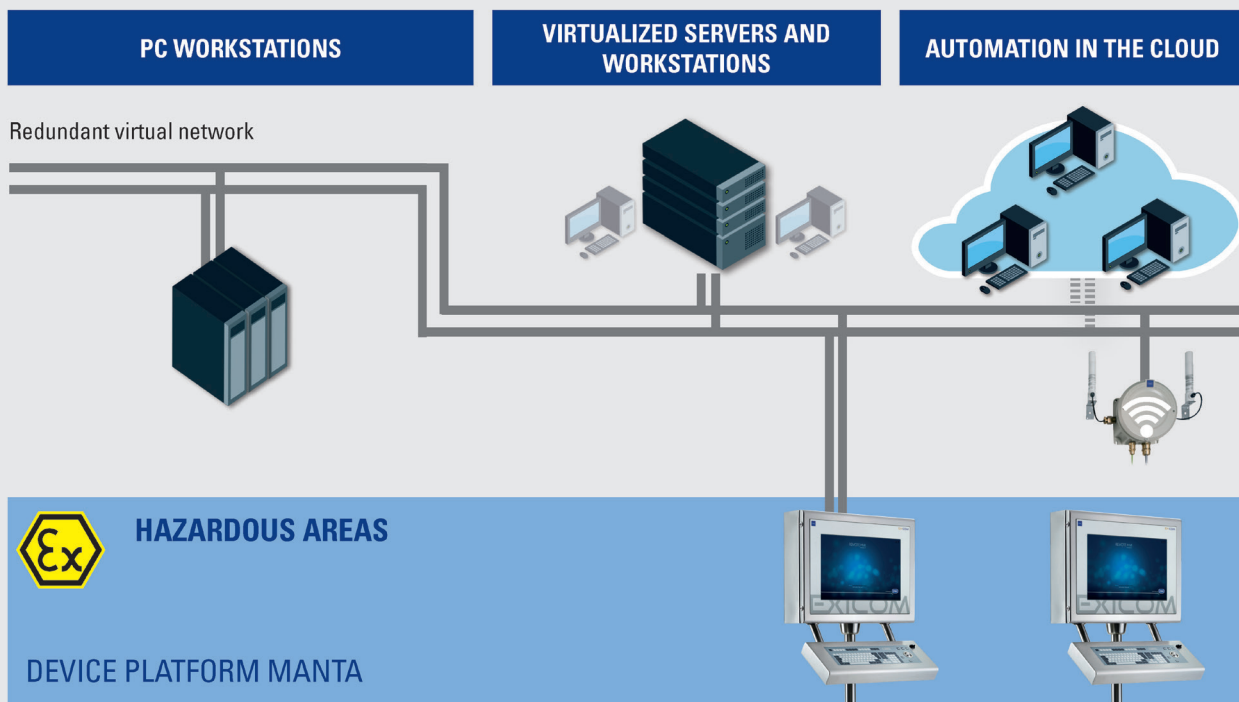 PC WORKSTATIONS
VIRTUALIZED SERVERS AND
WORKSTATIONS
AUTOMATION IN THE CLOUD
Redundant virtual network
Ex
HAZARDOUS AREAS
DEVICE PLATFORM MANTA
EXICOM
EXICOM